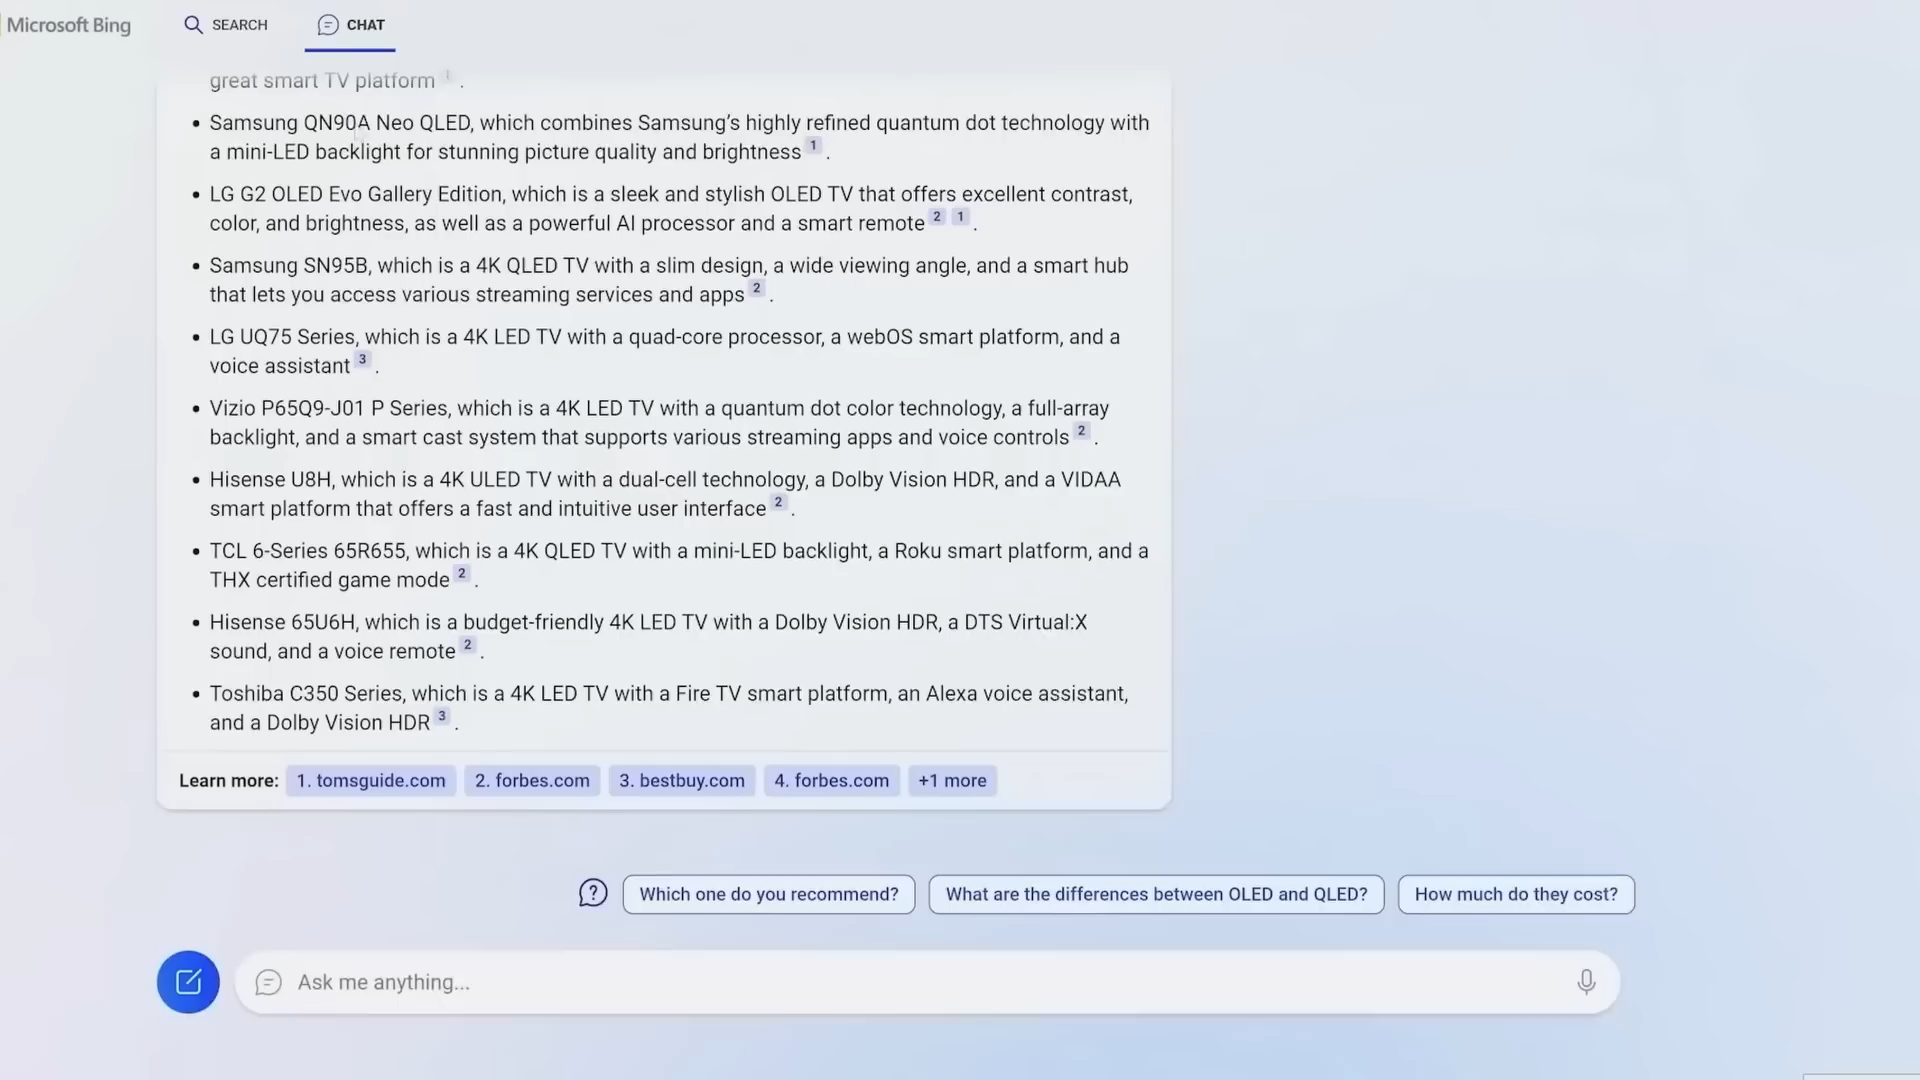 Microsoft Bing
SEARCH
CHAT
great smart TV platform 1 .
• Samsung QN90A Neo QLED, which combines Samsung's highly refined quantum dot technology with
a mini-LED backlight for stunning picture quality and brightness 1 .
• LG G2 OLED Evo Gallery Edition, which is a sleek and stylish OLED TV that offers excellent contrast,
color, and brightness, as well as a powerful AI processor and a smart remote 2 1 .
• Samsung SN95B, which is a 4K QLED TV with a slim design, a wide viewing angle, and a smart hub
that lets you access various streaming services and apps 2 .
• LG UQ75 Series, which is a 4K LED TV with a quad-core processor, a webOS smart platform, and a
voice assistant 3 .
• Vizio P65Q9-J01 P Series, which is a 4K LED TV with a quantum dot color technology, a full-array
backlight, and a smart cast system that supports various streaming apps and voice controls 2 .
• Hisense U8H, which is a 4K ULED TV with a dual-cell technology, a Dolby Vision HDR, and a VIDAA
smart platform that offers a fast and intuitive user interface 2 .
• TCL 6-Series 65R655, which is a 4K QLED TV with a mini-LED backlight, a Roku smart platform, and a
THX certified game mode 2 .
• Hisense 65U6H, which is a budget-friendly 4K LED TV with a Dolby Vision HDR, a DTS Virtual:X
sound, and a voice remote 2 .
• Toshiba C350 Series, which is a 4K LED TV with a Fire TV smart platform, an Alexa voice assistant,
and a Dolby Vision HDR 3 .
Learn more: 1. tomsguide.com 2. forbes.com 3. bestbuy.com 4. forbes.com +1 more
Which one do you recommend? What are the differences between OLED and QLED? How much do they cost?
Ask me anything...